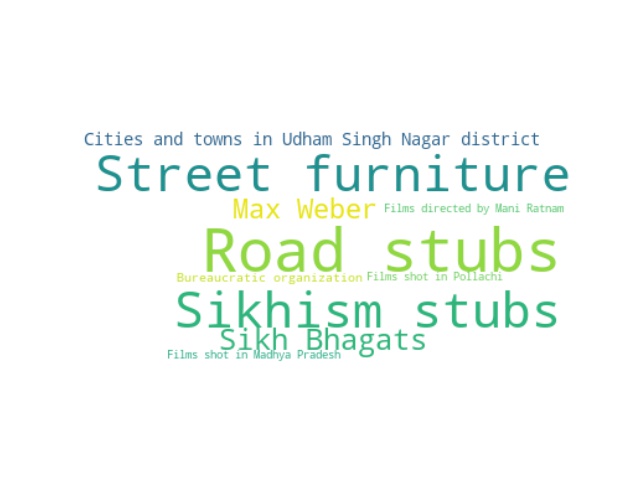 Cities and towns in Udham Singh Nagar district
Street furniture
Max Weber
Films directed by Mani Ratnam
Road stubs
Bureaucratic organization
Films shot in Pollachi
Sikhism stubs
Sikh Bhagats
Films shot in Madhya Pradesh